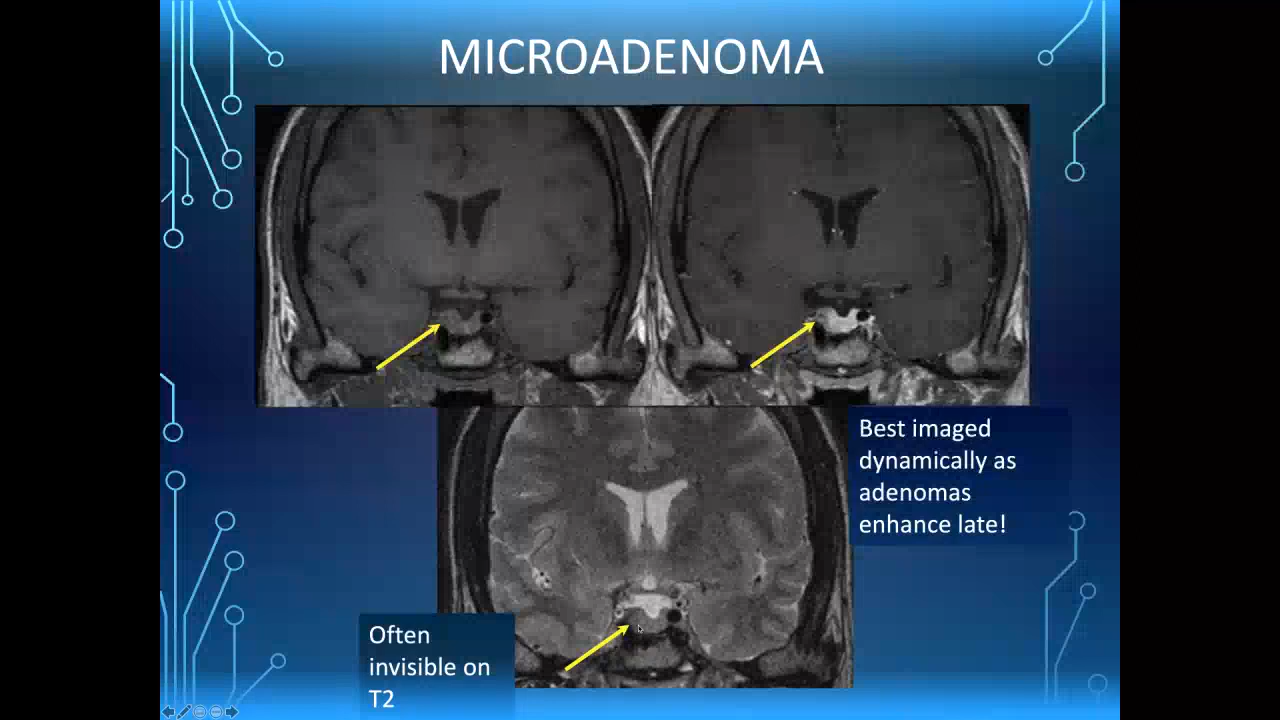 MICROADENOMA
Best imaged
dynamically as
adenomas
enhance late!
Often
invisible on
T2